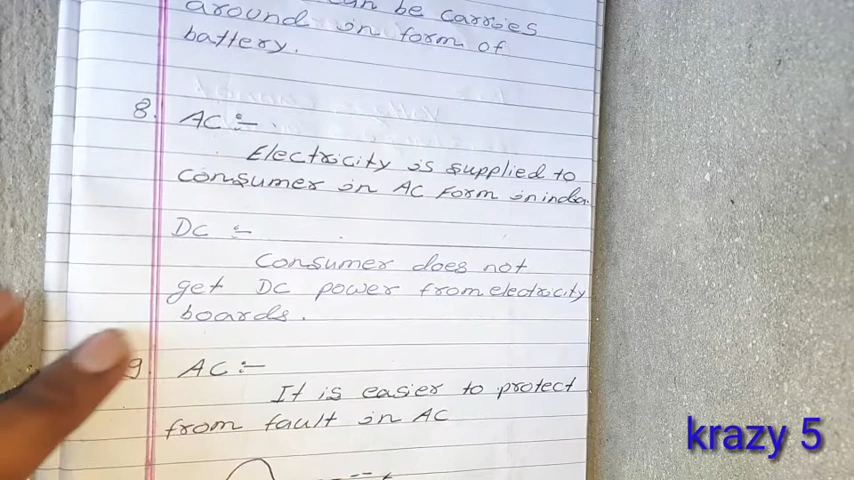 can be carries
around in form of
battery.
8. AC :-
Electricity is supplied to
consumer in AC form in india.
DC :-
Consumer does not
get DC power from electricity
boards.
9. AC :-
It is easier to protect
from fault in AC
krazy 5